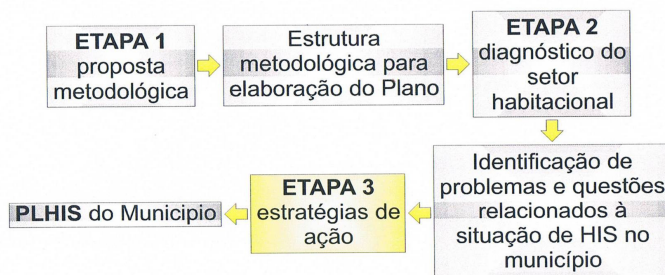 ETAPA 1
proposta
metodológica
Estrutura
metodológica para
elaboração do Plano
ETAPA 2
diagnóstico do
setor
habitacional
Identificação de
problemas e questões
relacionados à
situação de HIS no
município
ETAPA 3
estratégias de
ação
PLHIS do Municipio